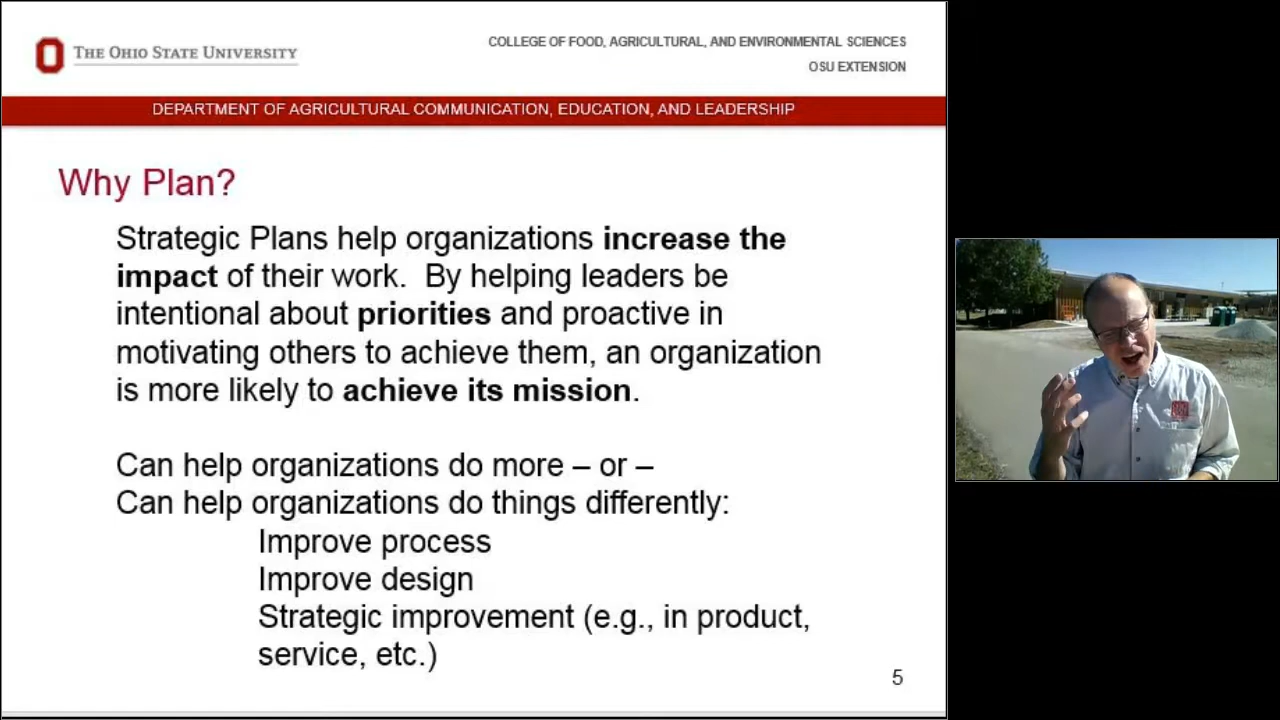 THE OHIO STATE UNIVERSITY
COLLEGE OF FOOD, AGRICULTURAL, AND ENVIRONMENTAL SCIENCES
OSU EXTENSION
DEPARTMENT OF AGRICULTURAL COMMUNICATION, EDUCATION, AND LEADERSHIP
Why Plan?
Strategic Plans help organizations increase the
impact of their work. By helping leaders be
intentional about priorities and proactive in
motivating others to achieve them, an organization
is more likely to achieve its mission.
Can help organizations do more – or –
Can help organizations do things differently:
Improve process
Improve design
Strategic improvement (e.g., in product,
service, etc.)
5